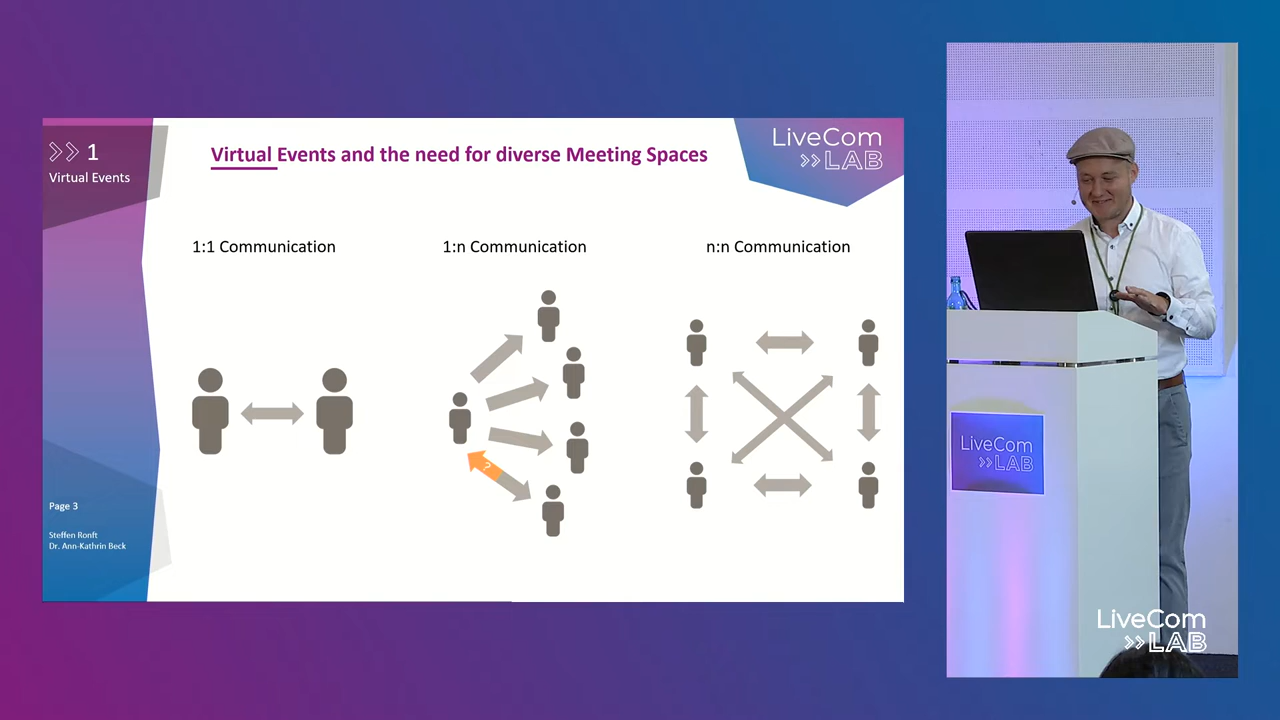 >> 1
Virtual Events
Virtual Events and the need for diverse Meeting Spaces
LiveCom
>>LAB
1:1 Communication
1:n Communication
n:n Communication
?
Page 3
Steffen Ronft
Dr. Ann-Kathrin Beck
LiveCom
>>LAB
LiveCom
>>LAB